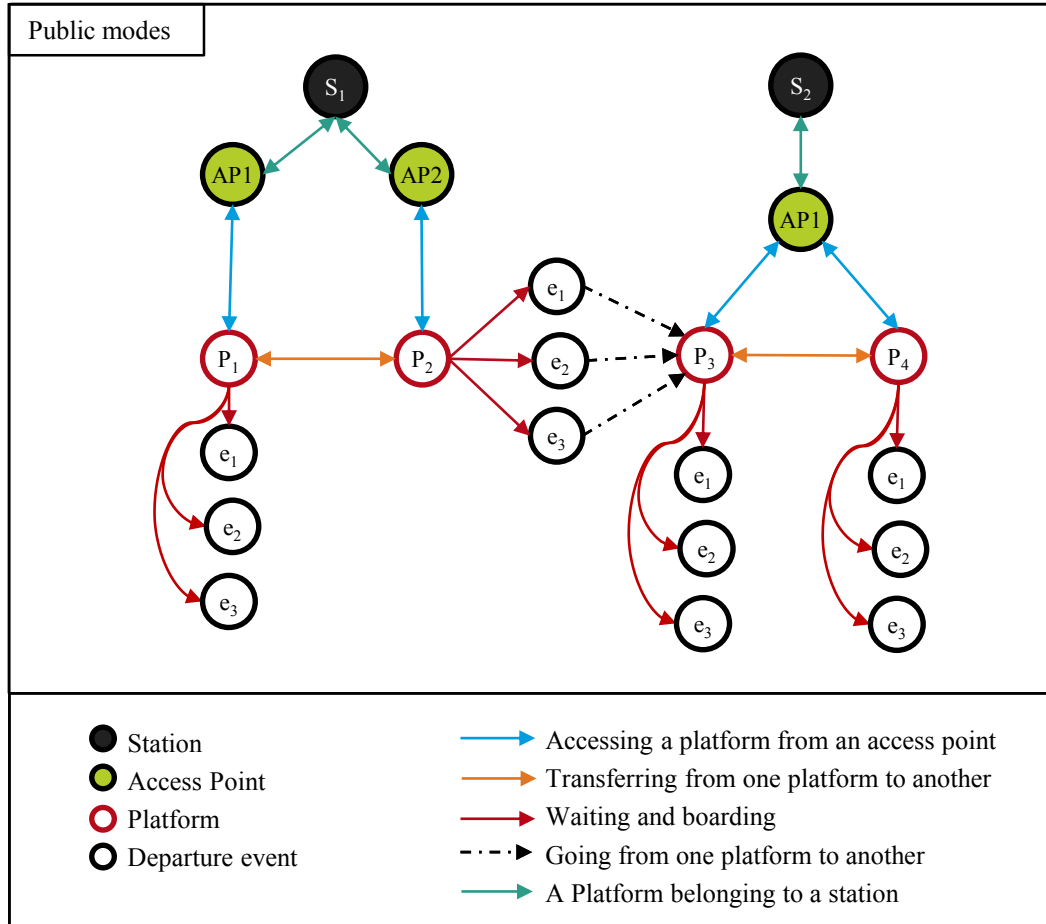 Public modes
S₁
S₂
AP1
AP2
AP1
e₁
P₁
P₂
e₂
P₃
P₄
e₃
e₁
e₂
e₃
e₁
e₂
e₃
e₁
e₂
e₃
Station
Access Point
Platform
Departure event
Accessing a platform from an access point
Transferring from one platform to another
Waiting and boarding
Going from one platform to another
A Platform belonging to a station